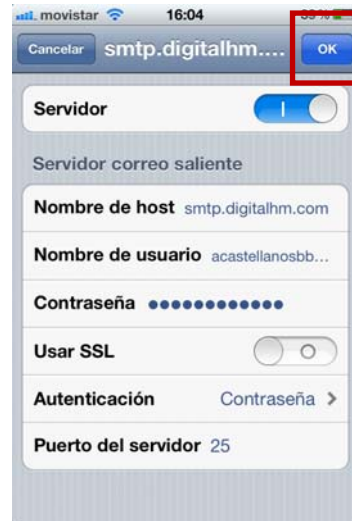 movistar 16:04 89 %
Cancelar smtp.digitalhm.... OK
Servidor
Servidor correo saliente
Nombre de host smtp.digitalhm.com
Nombre de usuario acastellanosbb...
Contraseña ●●●●●●●●●●●●
Usar SSL
Autenticación Contraseña >
Puerto del servidor 25